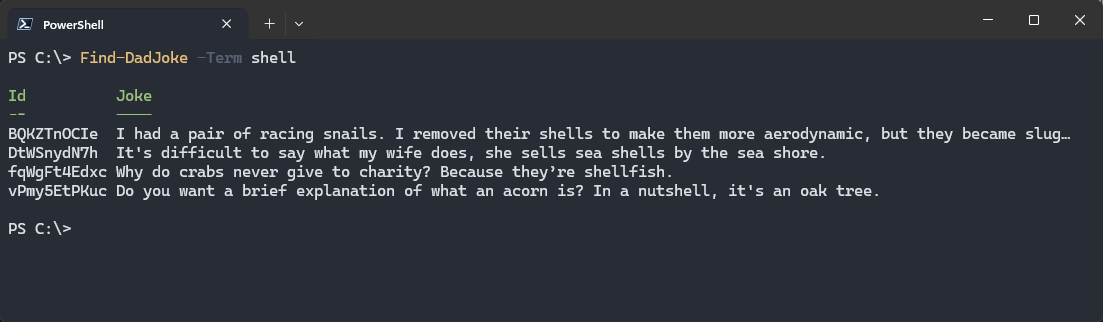 PowerShell
PS C:\> Find-DadJoke -Term shell
Id Joke
-- ----
BQKZTnOCIe I had a pair of racing snails. I removed their shells to make them more aerodynamic, but they became slug…
DtWSnydN7h It's difficult to say what my wife does, she sells sea shells by the sea shore.
fqWgFt4Edxc Why do crabs never give to charity? Because they’re shellfish.
vPmy5EtPKuc Do you want a brief explanation of what an acorn is? In a nutshell, it's an oak tree.
PS C:\>